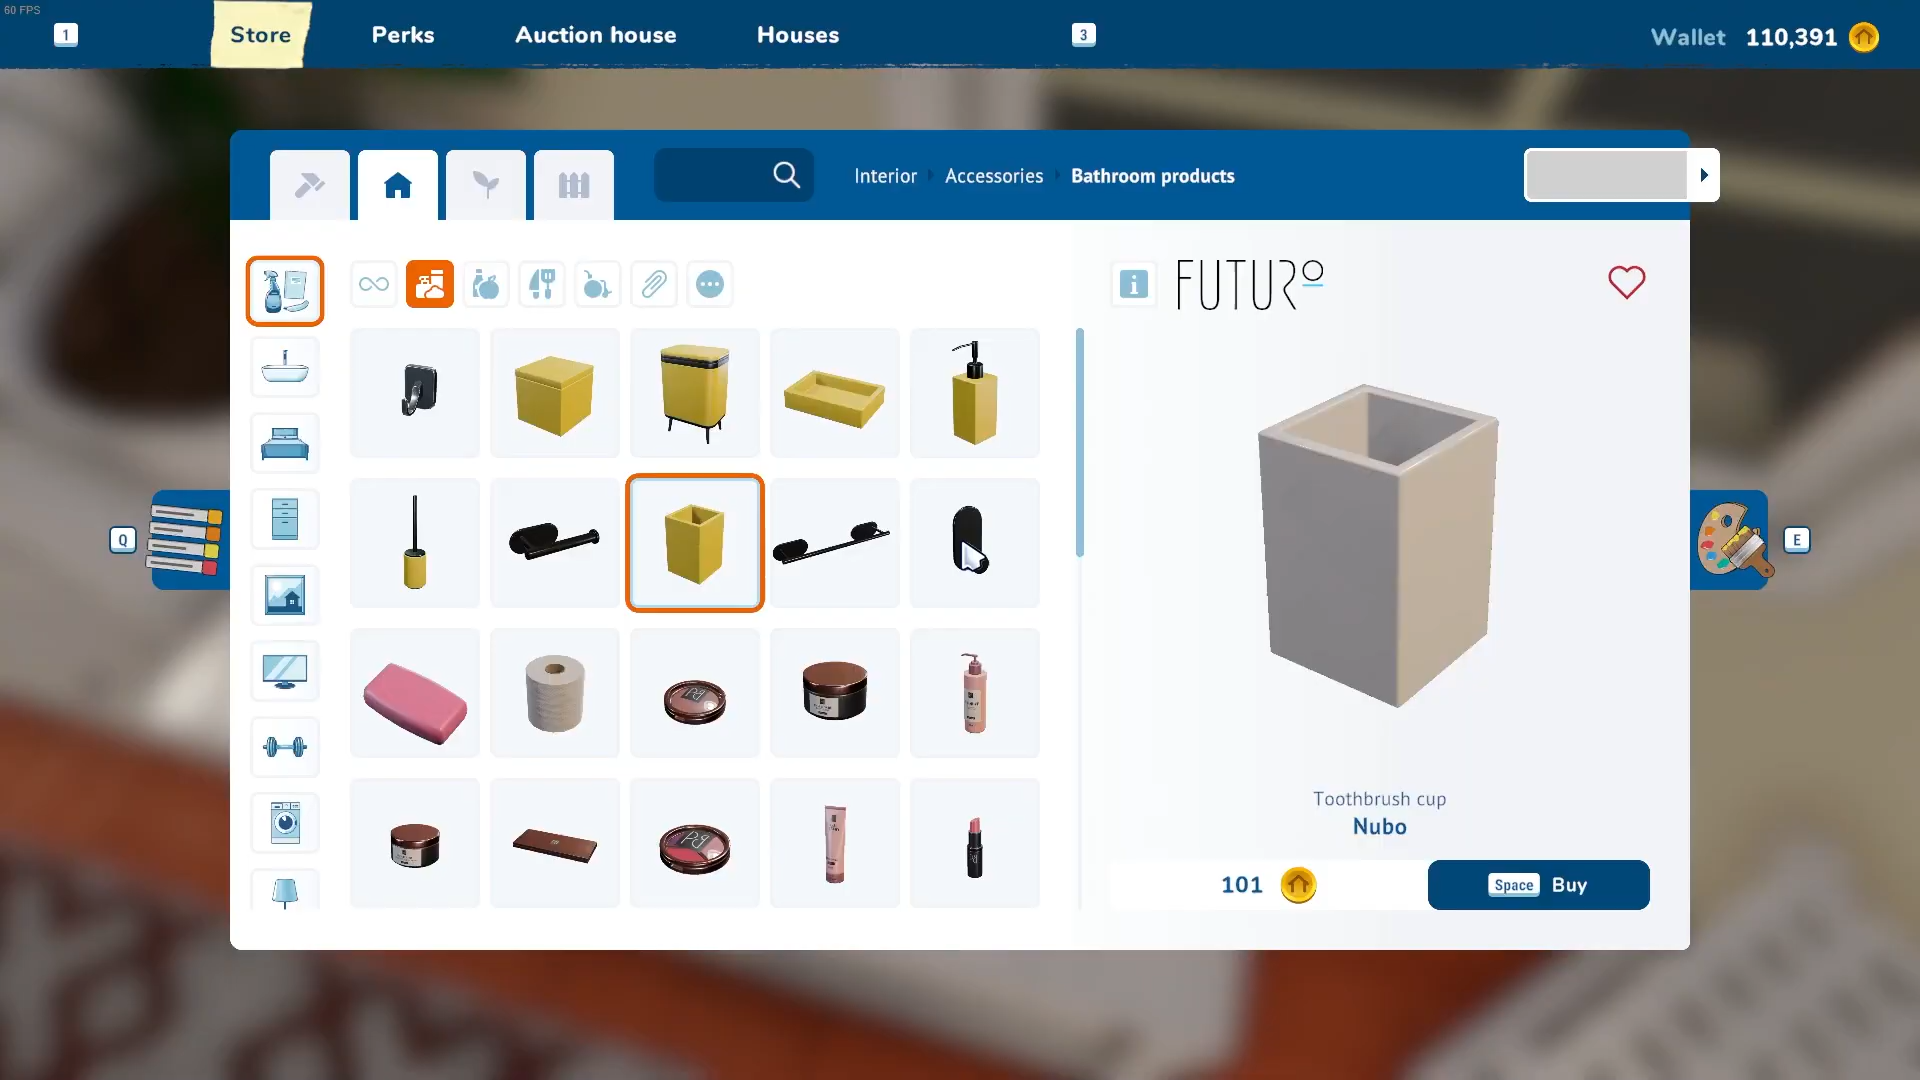 60 FPS
1
Store
Perks
Auction house
Houses
3
Wallet 110,391
Interior
Accessories
Bathroom products
FUTURO
Q
E
Toothbrush cup
Nubo
101
Space Buy